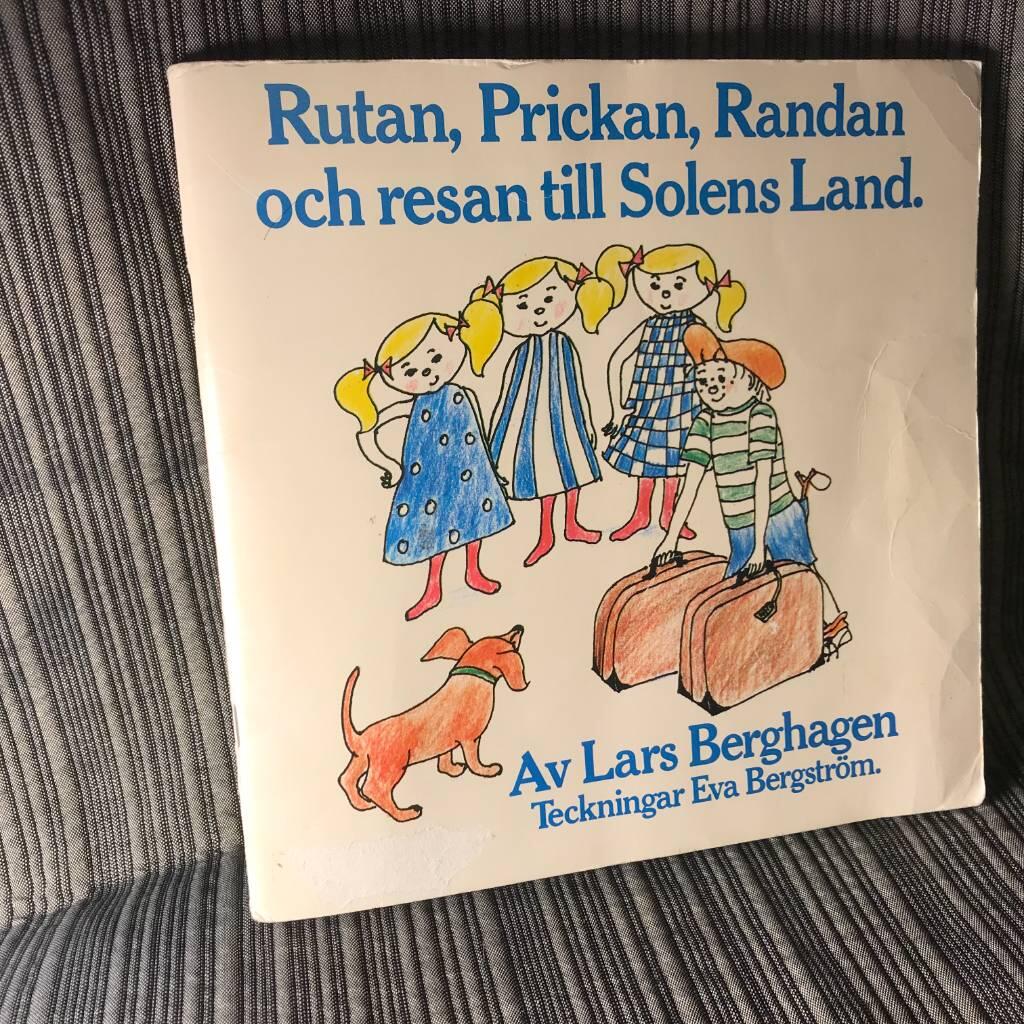 Rutan, Prickan, Randan
och resan till Solens Land.
Av Lars Berghagen
Teckningar Eva Bergström.